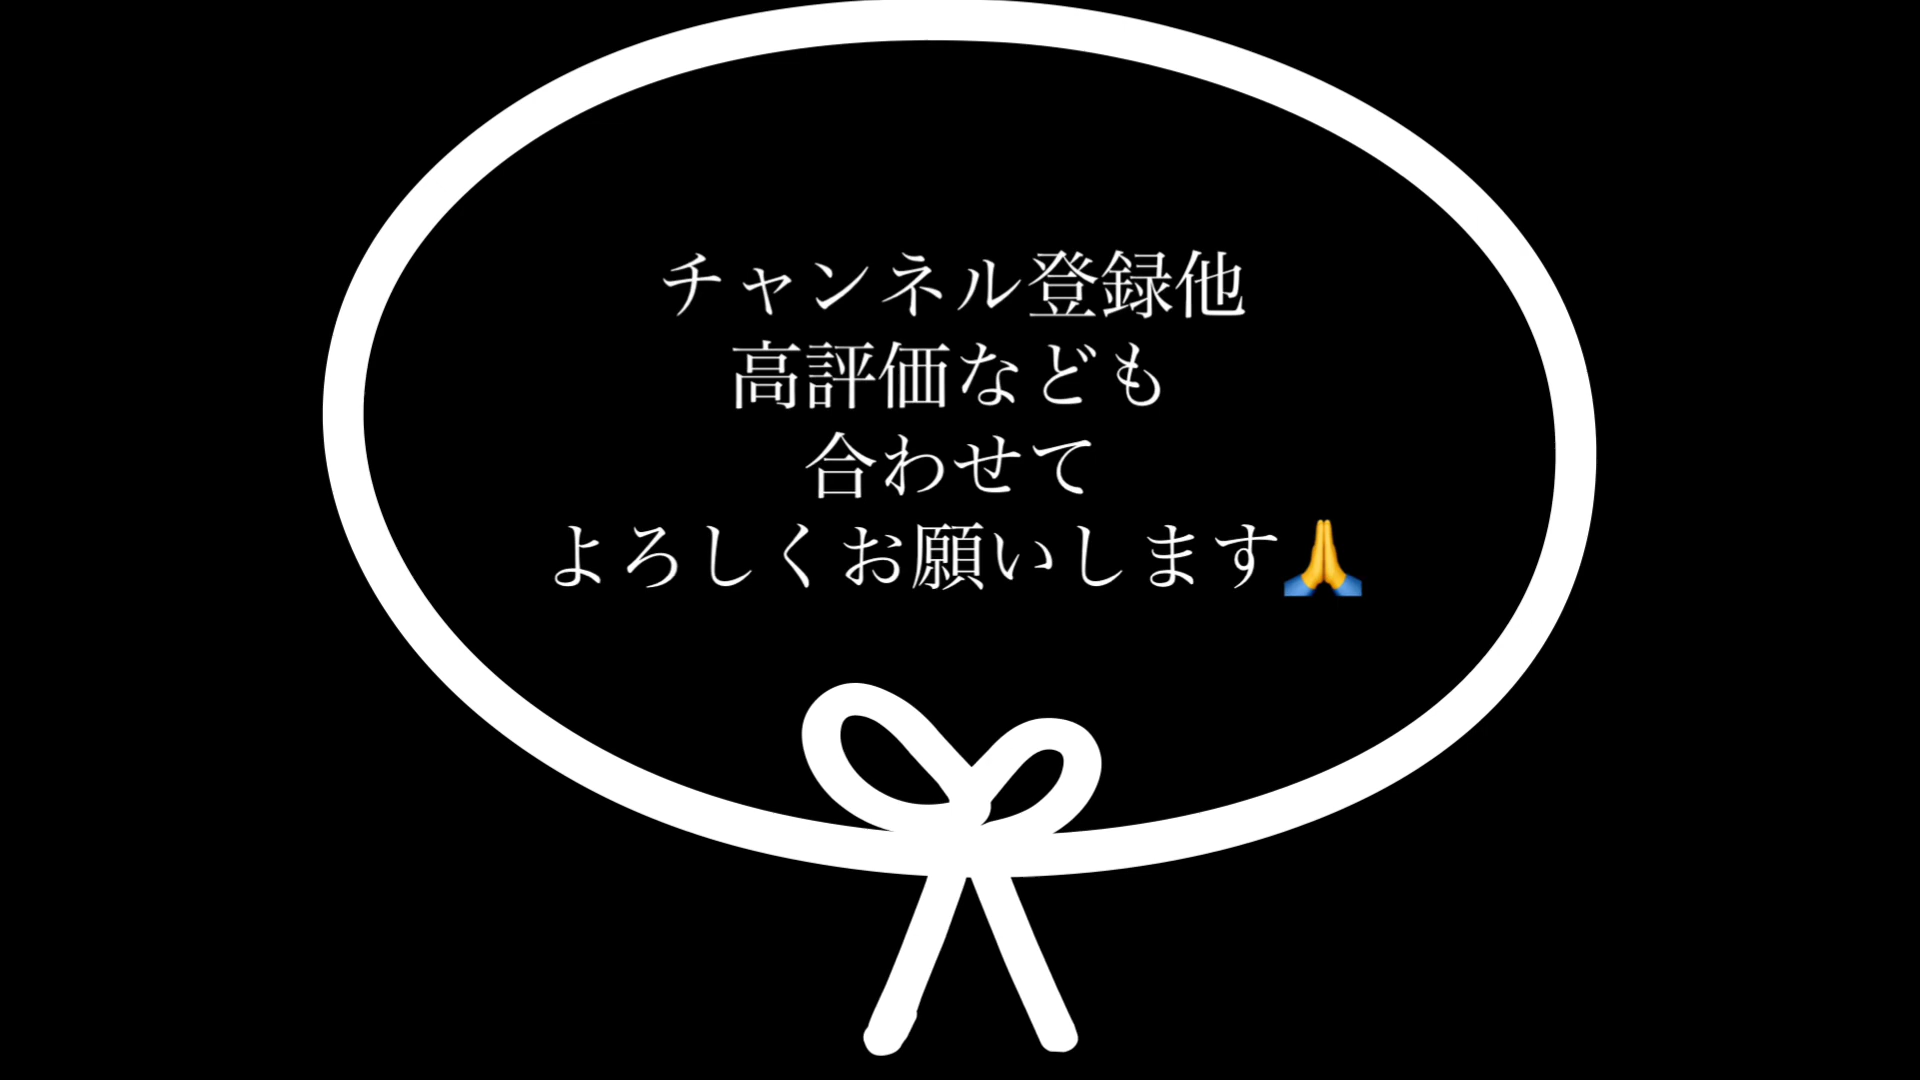 チャンネル登録他
高評価なども
合わせて
よろしくお願いします🙏